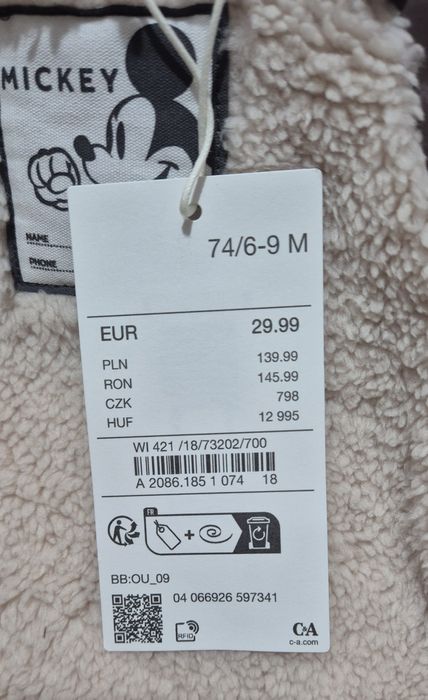 MICKEY
NAME
PHONE
74/6-9 M
EUR 29.99
PLN 139.99
RON 145.99
CZK 798
HUF 12 995
WI 421 /18/73202/700
A 2086.185 1 074 18
FR
BB:OU_09
04 066926 597341
RFID
C&A
c-a.com